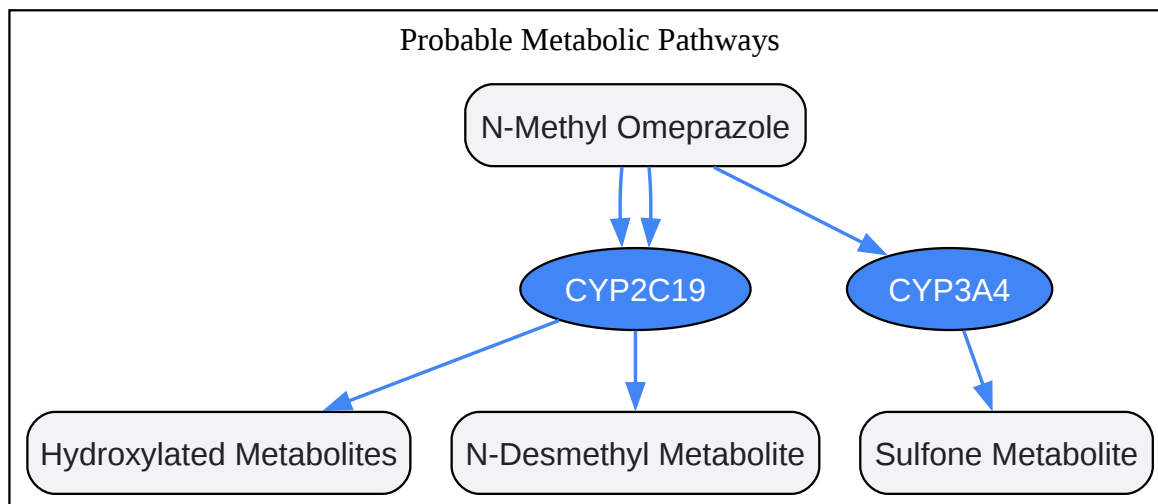 Probable Metabolic Pathways
N-Methyl Omeprazole
CYP2C19
CYP3A4
Hydroxylated Metabolites
N-Desmethyl Metabolite
Sulfone Metabolite